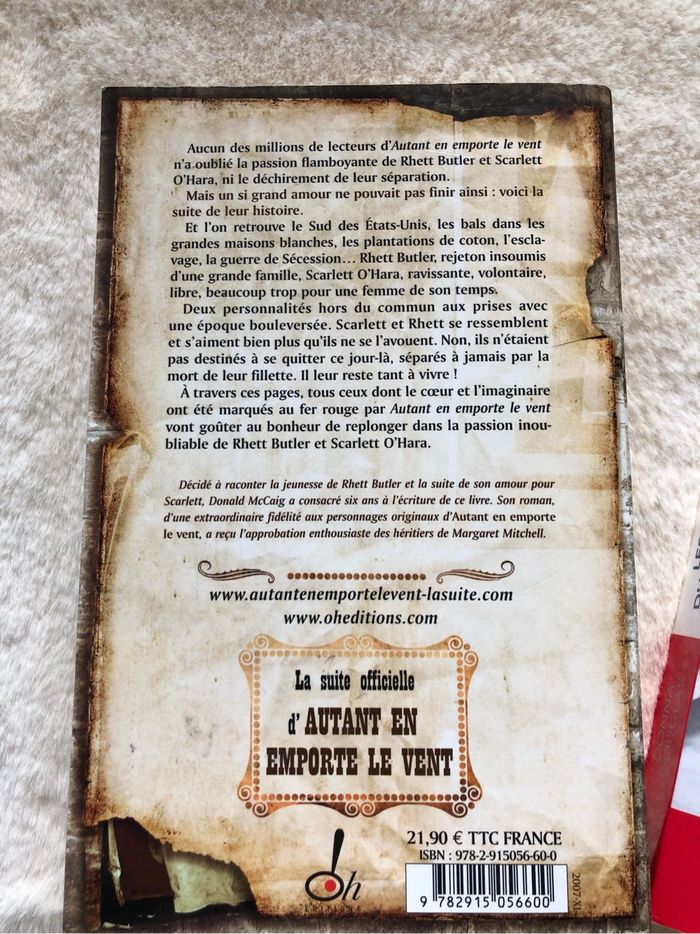 Aucun des millions de lecteurs d'Autant en emporte le vent
n'a oublié la passion flamboyante de Rhett Butler et Scarlett
O'Hara, ni le déchirement de leur séparation.
Mais un si grand amour ne pouvait pas finir ainsi : voici la
suite de leur histoire.
Et l'on retrouve le Sud des États-Unis, les bals dans les
grandes maisons blanches, les plantations de coton, l'escla-
vage, la guerre de Sécession... Rhett Butler, rejeton insoumis
d'une grande famille, Scarlett O'Hara, ravissante, volontaire,
libre, beaucoup trop pour une femme de son temps.
Deux personnalités hors du commun aux prises avec
une époque bouleversée. Scarlett et Rhett se ressemblent
et s'aiment bien plus qu'ils ne se l'avouent. Non, ils n'étaient
pas destinés à se quitter ce jour-là, séparés à jamais par la
mort de leur fillette. Il leur reste tant à vivre !
À travers ces pages, tous ceux dont le cœur et l'imaginaire
ont été marqués au fer rouge par Autant en emporte le vent
vont goûter au bonheur de replonger dans la passion inou-
bliable de Rhett Butler et Scarlett O'Hara.
Décidé à raconter la jeunesse de Rhett Butler et la suite de son amour pour
Scarlett, Donald McCaig a consacré six ans à l'écriture de ce livre. Son roman,
d'une extraordinaire fidélité aux personnages originaux d'Autant en emporte
le vent, a reçu l'approbation enthousiaste des héritiers de Margaret Mitchell.
www.autantenemportelevent-lasuite.com
www.oheditions.com
La suite officielle
d'AUTANT EN
EMPORTE LE VENT
Oh
ÉDITIONS
21,90 € TTC FRANCE
ISBN : 978-2-915056-60-0
9 782915 056600